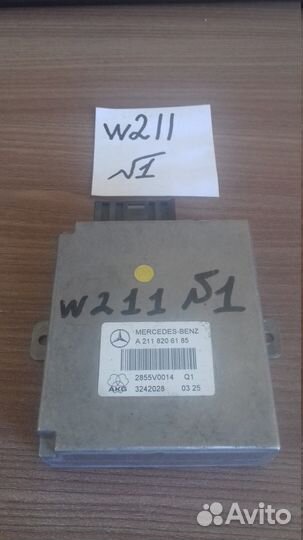 w211
№1
w211 №1
MERCEDES-BENZ
A 211 820 61 85
2855V0014 Q1
AKG 3242028 03 25
Avito